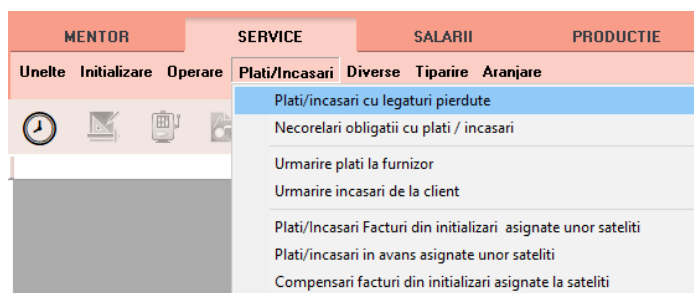 MENTOR SERVICE SALARII PRODUCTIE
Unelte Initializare Operare Plati/Incasari Diverse Tiparire Aranjare
Plati/incasari cu legaturi pierdute
Necorelari obligatii cu plati / incasari
Urmarire plati la furnizor
Urmarire incasari de la client
Plati/Incasari Facturi din initializari asignate unor sateliti
Plati/incasari in avans asignate unor sateliti
Compensari facturi din initializari asignate la sateliti